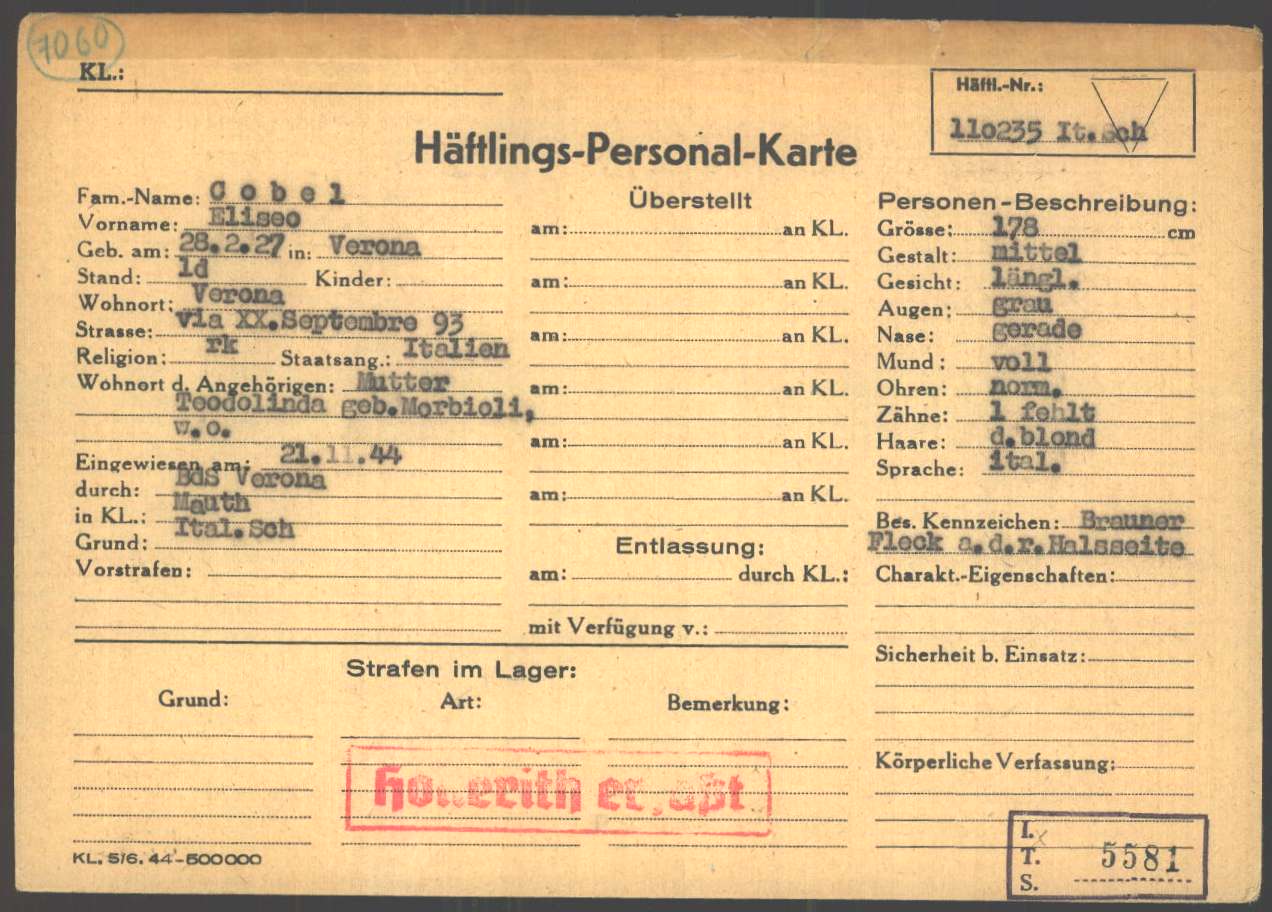 7060
KL.:
Häftl.-Nr.:
110235 It.Sch
Häftlings-Personal-Karte
Fam.-Name: Cobel
Vorname: Eliseo
Geb. am: 28.2.27 in: Verona
Stand: ld Kinder:
Wohnort: Verona
Strasse: Via XX.Septembre 93
Religion: rk Staatsang.: Italien
Wohnort d. Angehörigen: Mutter
Teodolinda geb.Morbioli,
w.o.
Eingewiesen am: 21.11.44
durch: BdS Verona
in KL.: Mauth
Grund: Ital.Sch
Vorstrafen:
Überstellt
am: an KL.
am: an KL.
am: an KL.
am: an KL.
am: an KL.
am: an KL.
Entlassung:
am: durch KL.:
mit Verfügung v.:
Personen-Beschreibung:
Grösse: 178 cm
Gestalt: mittel
Gesicht: längl.
Augen: grau
Nase: gerade
Mund: voll
Ohren: norm.
Zähne: 1 fehlt
Haare: d.blond
Sprache: ital.
Bes. Kennzeichen: Brauner
Fleck a.d.r.Halsseite
Charakt.-Eigenschaften:
Sicherheit b. Einsatz:
Körperliche Verfassung:
Strafen im Lager:
Grund: Art: Bemerkung:
Hollerith erfaßt
KL. 5/6. 44-500000
I.
T. 5581
S.